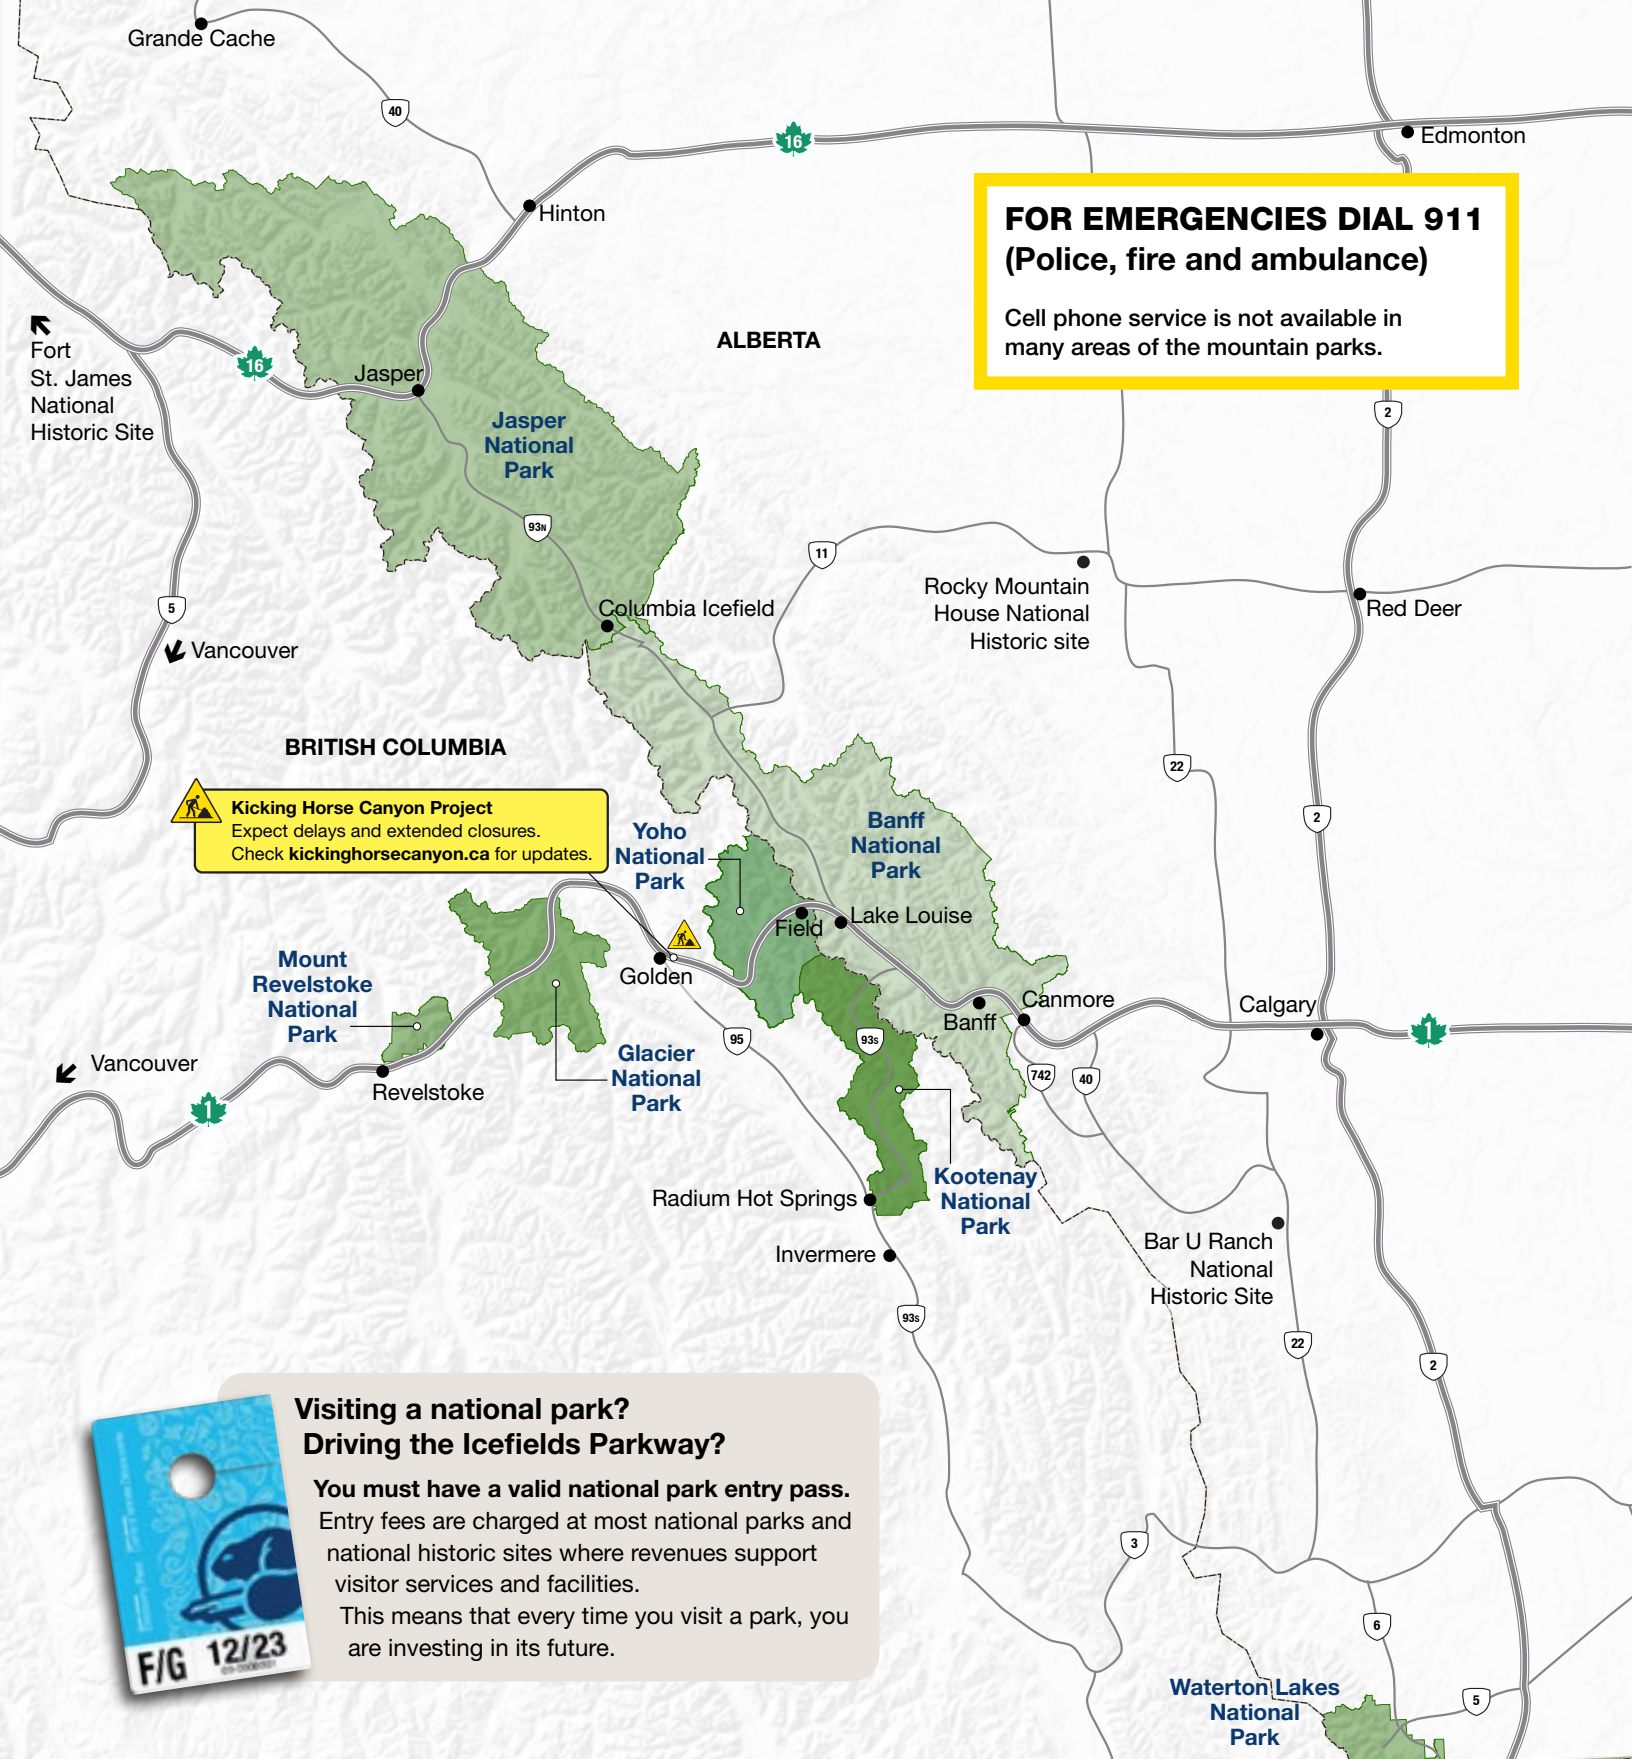 Grande Cache
40
16
Edmonton
Hinton
FOR EMERGENCIES DIAL 911
(Police, fire and ambulance)
Cell phone service is not available in
many areas of the mountain parks.
ALBERTA
Fort
St. James
National
Historic Site
16
Jasper
Jasper
National
Park
2
93N
11
Rocky Mountain
House National
Historic site
Columbia Icefield
Red Deer
5
Vancouver
BRITISH COLUMBIA
22
2
Kicking Horse Canyon Project
Expect delays and extended closures.
Check kickinghorsecanyon.ca for updates.
Yoho
National
Park
Banff
National
Park
Field
Lake Louise
Golden
Mount
Revelstoke
National
Park
Banff
Canmore
Calgary
1
95
93S
742
40
Glacier
National
Park
Vancouver
Revelstoke
1
Kootenay
National
Park
Radium Hot Springs
Invermere
Bar U Ranch
National
Historic Site
93S
22
2
Visiting a national park?
Driving the Icefields Parkway?
You must have a valid national park entry pass.
Entry fees are charged at most national parks and
national historic sites where revenues support
visitor services and facilities.
This means that every time you visit a park, you
are investing in its future.
F/G 12/23
3
6
5
Waterton Lakes
National
Park